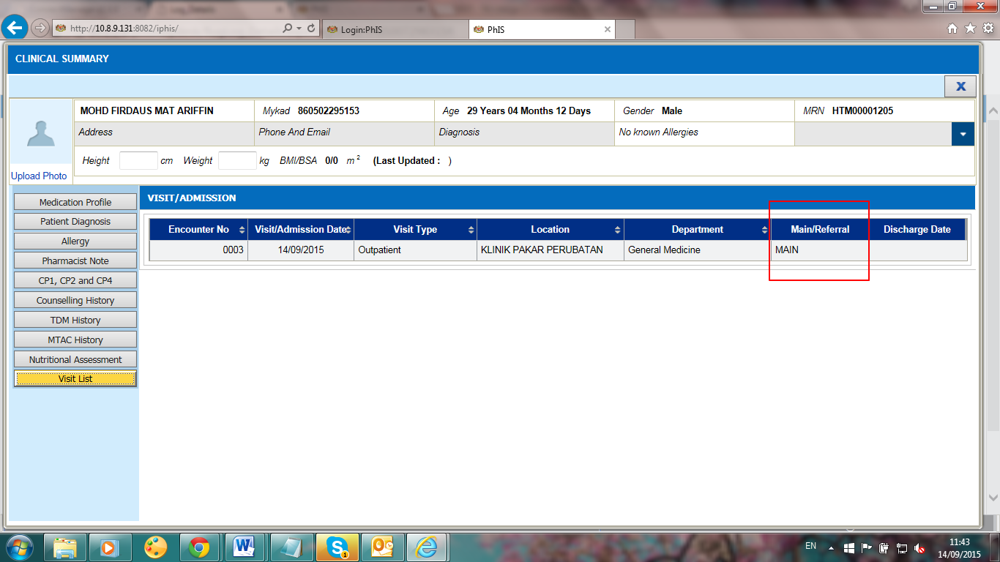 http://10.8.9.131:8082/iphis/
Login:PhIS
PhIS
CLINICAL SUMMARY
X
MOHD FIRDAUS MAT ARIFFIN Mykad 860502295153 Age 29 Years 04 Months 12 Days Gender Male MRN HTM00001205
Address Phone And Email Diagnosis No known Allergies
Height cm Weight kg BMI/BSA 0/0 m 2 (Last Updated : )
Upload Photo
Medication Profile
Patient Diagnosis
Allergy
Pharmacist Note
CP1, CP2 and CP4
Counselling History
TDM History
MTAC History
Nutritional Assessment
Visit List
VISIT/ADMISSION
Encounter No Visit/Admission Date Visit Type Location Department Main/Referral Discharge Date
0003 14/09/2015 Outpatient KLINIK PAKAR PERUBATAN General Medicine MAIN
EN 11:43
14/09/2015